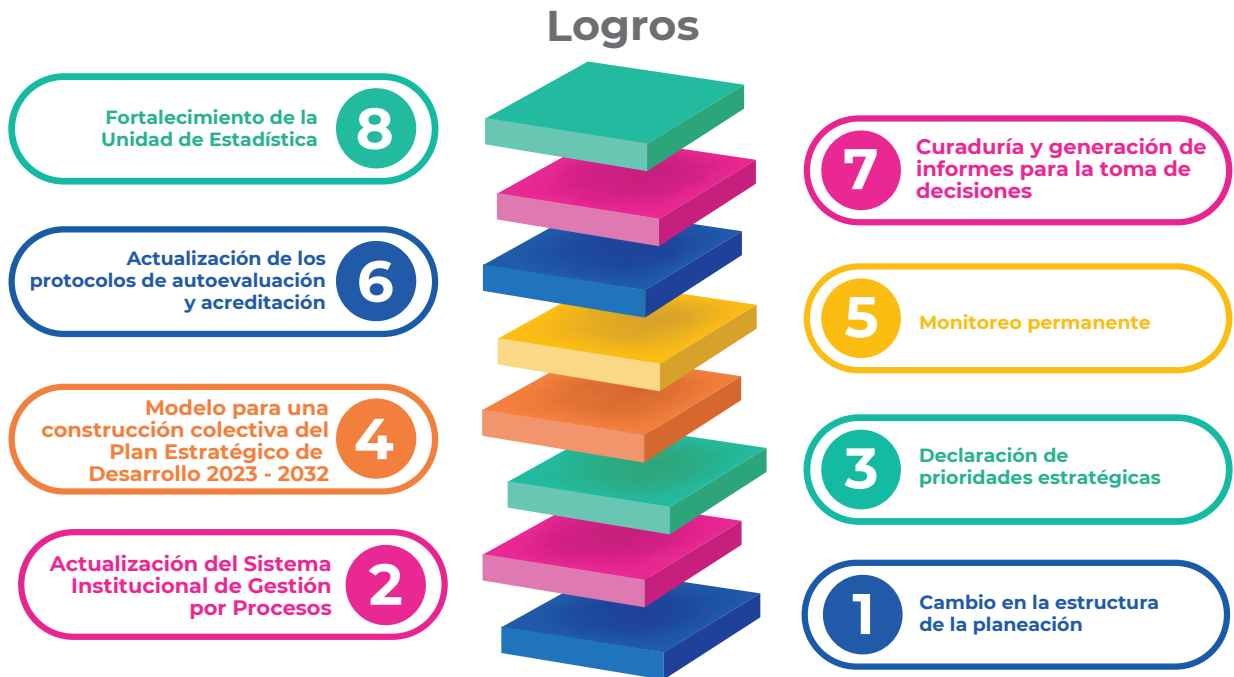 Logros
Fortalecimiento de la
Unidad de Estadística
8
7
Curaduría y generación de
informes para la toma de
decisiones
Actualización de los
protocolos de autoevaluación
y acreditación
6
5
Monitoreo permanente
Modelo para una
construcción colectiva del
Plan Estratégico de
Desarrollo 2023 - 2032
4
3
Declaración de
prioridades estratégicas
Actualización del Sistema
Institucional de Gestión
por Procesos
2
1
Cambio en la estructura
de la planeación